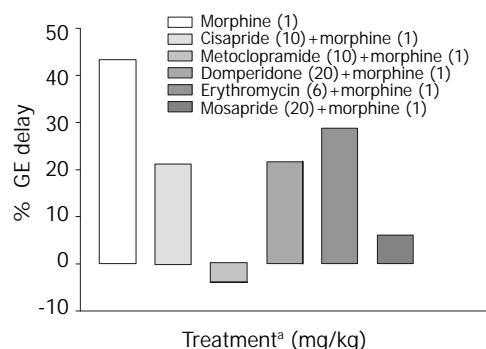 Morphine (1)
Cisapride (10)+morphine (1)
Metoclopramide (10)+morphine (1)
Domperidone (20)+morphine (1)
Erythromycin (6)+morphine (1)
Mosapride (20)+morphine (1)
% GE delay
50
40
30
20
10
0
-10
Treatmentª (mg/kg)